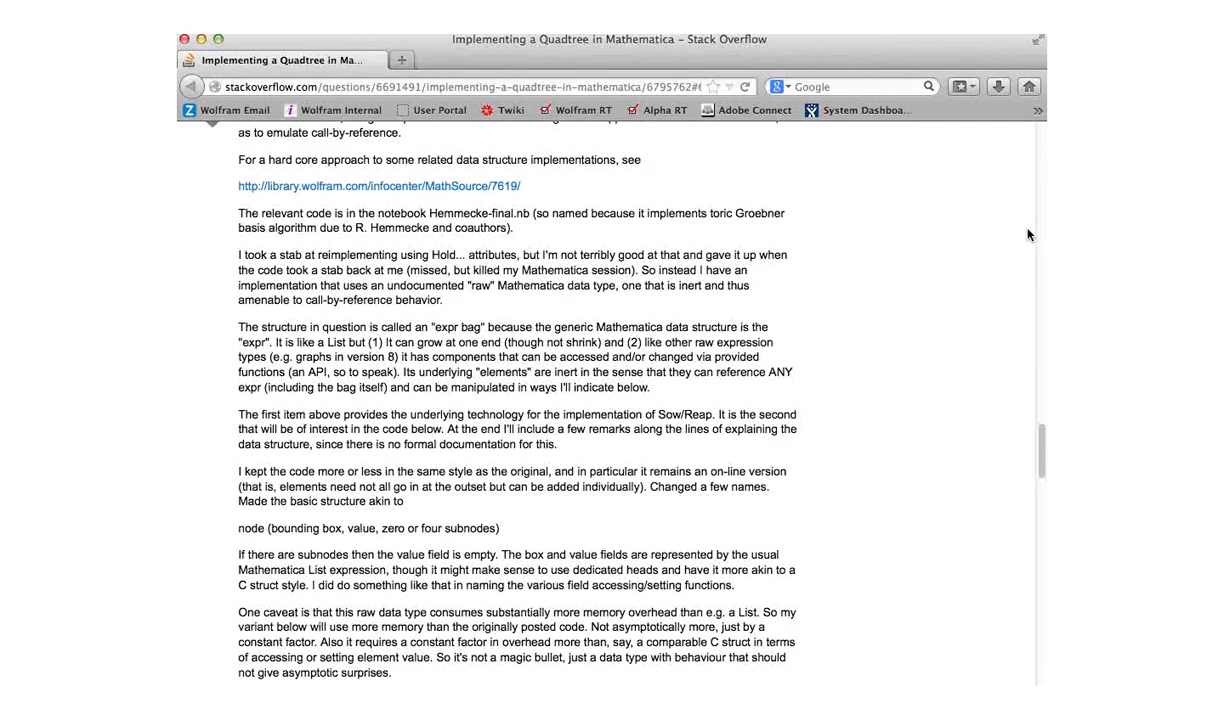 Implementing a Quadtree in Mathematica – Stack Overflow
Implementing a Quadtree in Ma...
stackoverflow.com/questions/6691491/implementing-a-quadtree-in-mathematica/6795762#
Google
Wolfram Email Wolfram Internal User Portal Twiki Wolfram RT Alpha RT Adobe Connect System Dashboa... »
as to emulate call-by-reference.
For a hard core approach to some related data structure implementations, see
http://library.wolfram.com/infocenter/MathSource/7619/
The relevant code is in the notebook Hemmecke-final.nb (so named because it implements toric Groebner
basis algorithm due to R. Hemmecke and coauthors).
I took a stab at reimplementing using Hold... attributes, but I'm not terribly good at that and gave it up when
the code took a stab back at me (missed, but killed my Mathematica session). So instead I have an
implementation that uses an undocumented "raw" Mathematica data type, one that is inert and thus
amenable to call-by-reference behavior.
The structure in question is called an "expr bag" because the generic Mathematica data structure is the
"expr". It is like a List but (1) It can grow at one end (though not shrink) and (2) like other raw expression
types (e.g. graphs in version 8) it has components that can be accessed and/or changed via provided
functions (an API, so to speak). Its underlying "elements" are inert in the sense that they can reference ANY
expr (including the bag itself) and can be manipulated in ways I'll indicate below.
The first item above provides the underlying technology for the implementation of Sow/Reap. It is the second
that will be of interest in the code below. At the end I'll include a few remarks along the lines of explaining the
data structure, since there is no formal documentation for this.
I kept the code more or less in the same style as the original, and in particular it remains an on-line version
(that is, elements need not all go in at the outset but can be added individually). Changed a few names.
Made the basic structure akin to
node (bounding box, value, zero or four subnodes)
If there are subnodes then the value field is empty. The box and value fields are represented by the usual
Mathematica List expression, though it might make sense to use dedicated heads and have it more akin to a
C struct style. I did do something like that in naming the various field accessing/setting functions.
One caveat is that this raw data type consumes substantially more memory overhead than e.g. a List. So my
variant below will use more memory than the originally posted code. Not asymptotically more, just by a
constant factor. Also it requires a constant factor in overhead more than, say, a comparable C struct in terms
of accessing or setting element value. So it's not a magic bullet, just a data type with behaviour that should
not give asymptotic surprises.